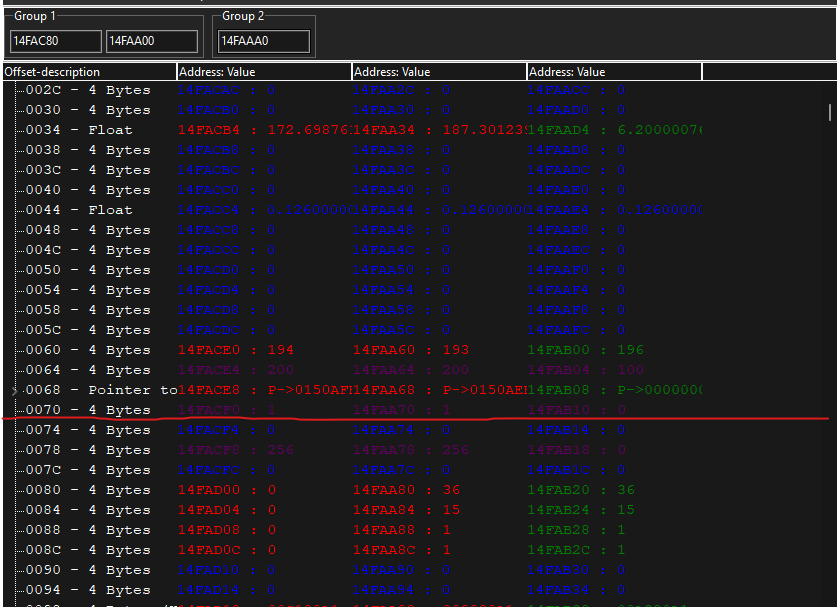 Group 1
Group 2
14FAC80 14FAA00 14FAAA0
Offset-description Address: Value Address: Value Address: Value
002C - 4 Bytes 14FACAC : 0 14FAA2C : 0 14FAACC : 0
0030 - 4 Bytes 14FACB0 : 0 14FAA30 : 0 14FAAD0 : 0
0034 - Float 14FACB4 : 172.69876 14FAA34 : 187.30123 14FAAD4 : 6.2000007
0038 - 4 Bytes 14FACB8 : 0 14FAA38 : 0 14FAAD8 : 0
003C - 4 Bytes 14FACBC : 0 14FAA3C : 0 14FAADC : 0
0040 - 4 Bytes 14FACC0 : 0 14FAA40 : 0 14FAAE0 : 0
0044 - Float 14FACC4 : 0.1260000 14FAA44 : 0.1260000 14FAAE4 : 0.1260000
0048 - 4 Bytes 14FACC8 : 0 14FAA48 : 0 14FAAE8 : 0
004C - 4 Bytes 14FACCC : 0 14FAA4C : 0 14FAAEC : 0
0050 - 4 Bytes 14FACD0 : 0 14FAA50 : 0 14FAAF0 : 0
0054 - 4 Bytes 14FACD4 : 0 14FAA54 : 0 14FAAF4 : 0
0058 - 4 Bytes 14FACD8 : 0 14FAA58 : 0 14FAAF8 : 0
005C - 4 Bytes 14FACDC : 0 14FAA5C : 0 14FAAFC : 0
0060 - 4 Bytes 14FACE0 : 194 14FAA60 : 193 14FAB00 : 196
0064 - 4 Bytes 14FACE4 : 200 14FAA64 : 200 14FAB04 : 100
0068 - Pointer to 14FACE8 : P->0150AF 14FAA68 : P->0150AE 14FAB08 : P->0000000
0070 - 4 Bytes 14FACF0 : 1 14FAA70 : 1 14FAB10 : 0
0074 - 4 Bytes 14FACF4 : 0 14FAA74 : 0 14FAB14 : 0
0078 - 4 Bytes 14FACF8 : 256 14FAA78 : 256 14FAB18 : 0
007C - 4 Bytes 14FACFC : 0 14FAA7C : 0 14FAB1C : 0
0080 - 4 Bytes 14FAD00 : 0 14FAA80 : 36 14FAB20 : 36
0084 - 4 Bytes 14FAD04 : 0 14FAA84 : 15 14FAB24 : 15
0088 - 4 Bytes 14FAD08 : 0 14FAA88 : 1 14FAB28 : 1
008C - 4 Bytes 14FAD0C : 0 14FAA8C : 1 14FAB2C : 1
0090 - 4 Bytes 14FAD10 : 0 14FAA90 : 0 14FAB30 : 0
0094 - 4 Bytes 14FAD14 : 0 14FAA94 : 0 14FAB34 : 0